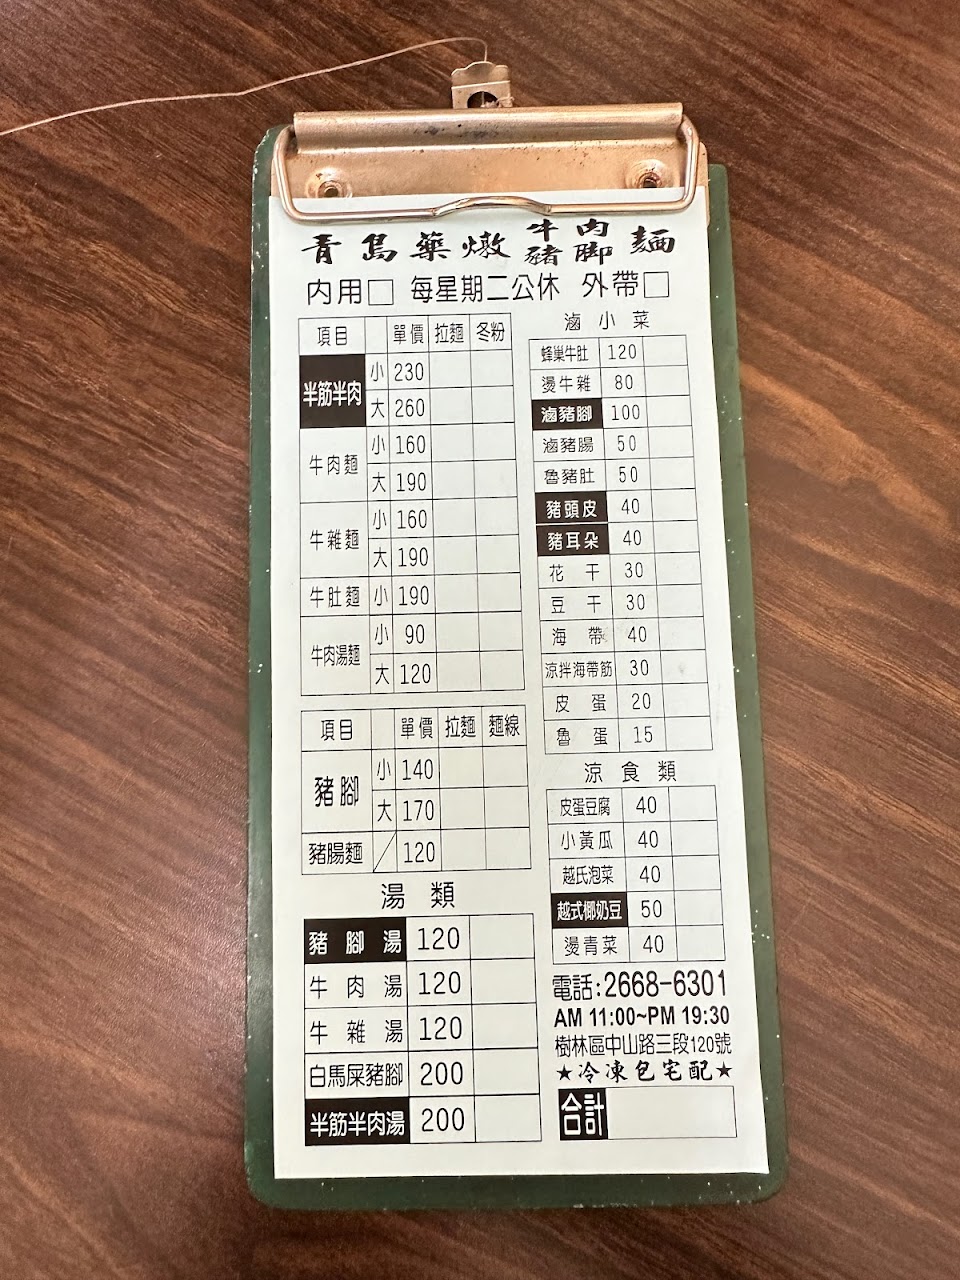 青島藥燉牛肉豬腳麵
內用□ 每星期二公休 外帶□
項目 單價 拉麵 冬粉
半筋半肉 小 230
大 260
牛肉麵 小 160
大 190
牛雜麵 小 160
大 190
牛肚麵 小 190
牛肉湯麵 小 90
大 120
項目 單價 拉麵 麵線
豬腳 小 140
大 170
豬腸麵 120
湯類
豬腳湯 120
牛肉湯 120
牛雜湯 120
白馬屎豬腳 200
半筋半肉湯 200
滷小菜
蜂巢牛肚 120
燙牛雜 80
滷豬腳 100
滷豬腸 50
魯豬肚 50
豬頭皮 40
豬耳朵 40
花干 30
豆干 30
海帶 40
涼拌海帶筋 30
皮蛋 20
魯蛋 15
涼食類
皮蛋豆腐 40
小黃瓜 40
越氏泡菜 40
越式椰奶豆 50
燙青菜 40
電話:2668-6301
AM 11:00~PM 19:30
樹林區中山路三段120號
★冷凍包宅配★
合計